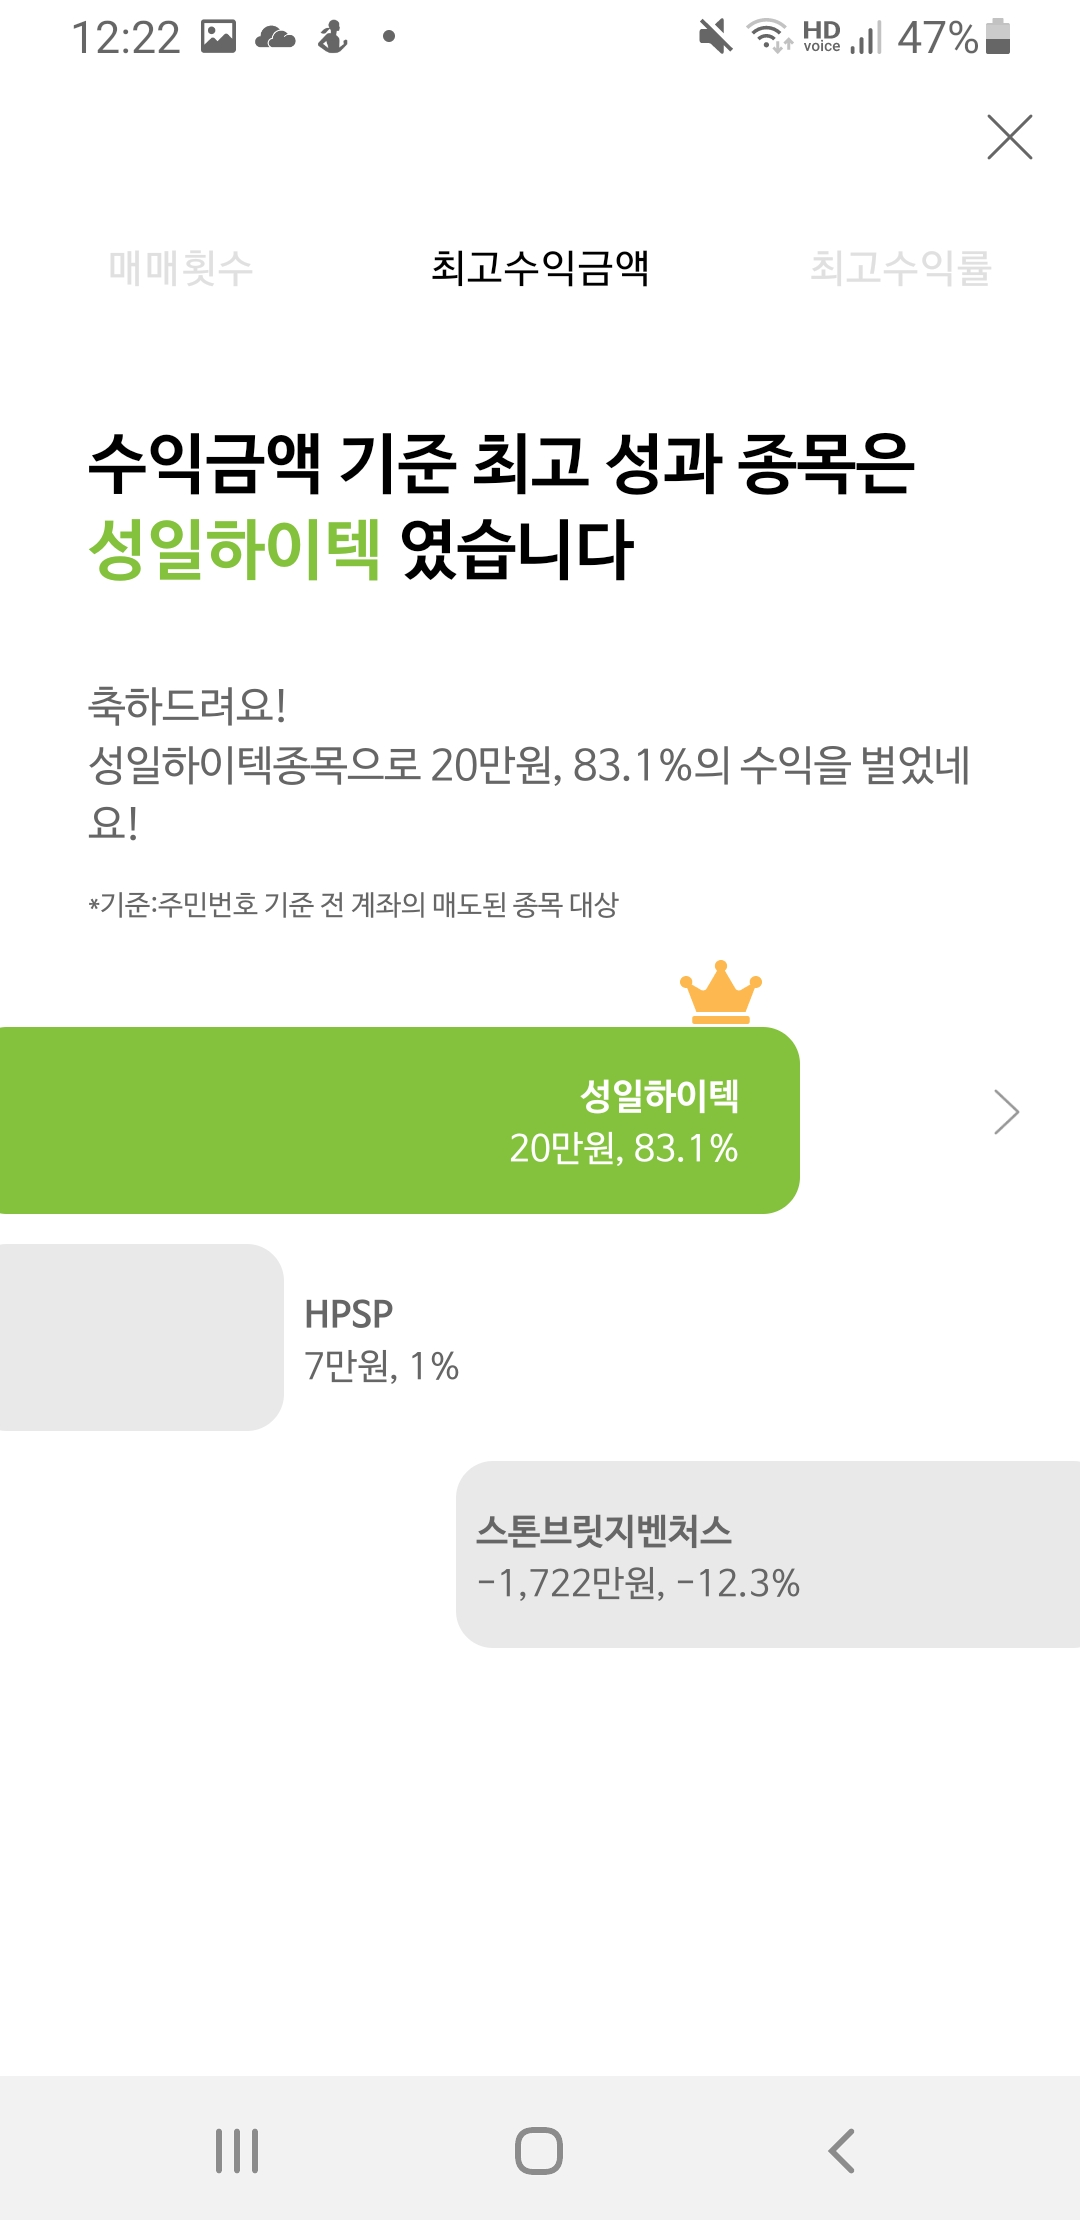 12:22
HD voice
47%
매매횟수 최고수익금액 최고수익률
수익금액 기준 최고 성과 종목은
성일하이텍 였습니다
축하드려요!
성일하이텍종목으로 20만원, 83.1%의 수익을 벌었네
요!
*기준:주민번호 기준 전 계좌의 매도된 종목 대상
성일하이텍
20만원, 83.1%
HPSP
7만원, 1%
스톤브릿지벤처스
-1,722만원, -12.3%